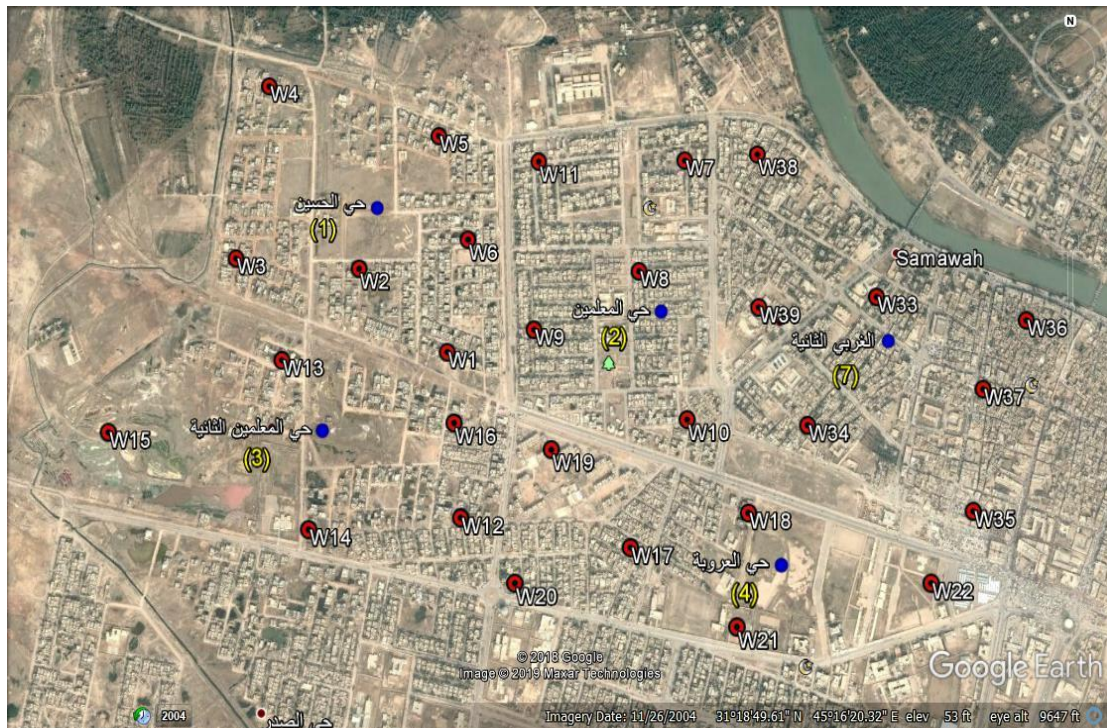 N
W4
W5
W11
W7
W38
حي الحسين
(1)
W6
W3
W2
W8
Samawah
W33
W39
W36
حي المعلمين
(2)
W9
الغربي الثانية
(7)
W1
W13
W37
W15
حي المعلمين الثانية
(3)
W16
W10
W34
W19
W12
W14
W18
W35
W17
حي العروبة
(4)
W20
W22
W21
© 2018 Google
Image © 2019 Maxar Technologies
Google Earth
حي الصدر
2004
Imagery Date: 11/26/2004 31°18'49.61" N 45°16'20.32" E elev 53 ft eye alt 9647 ft